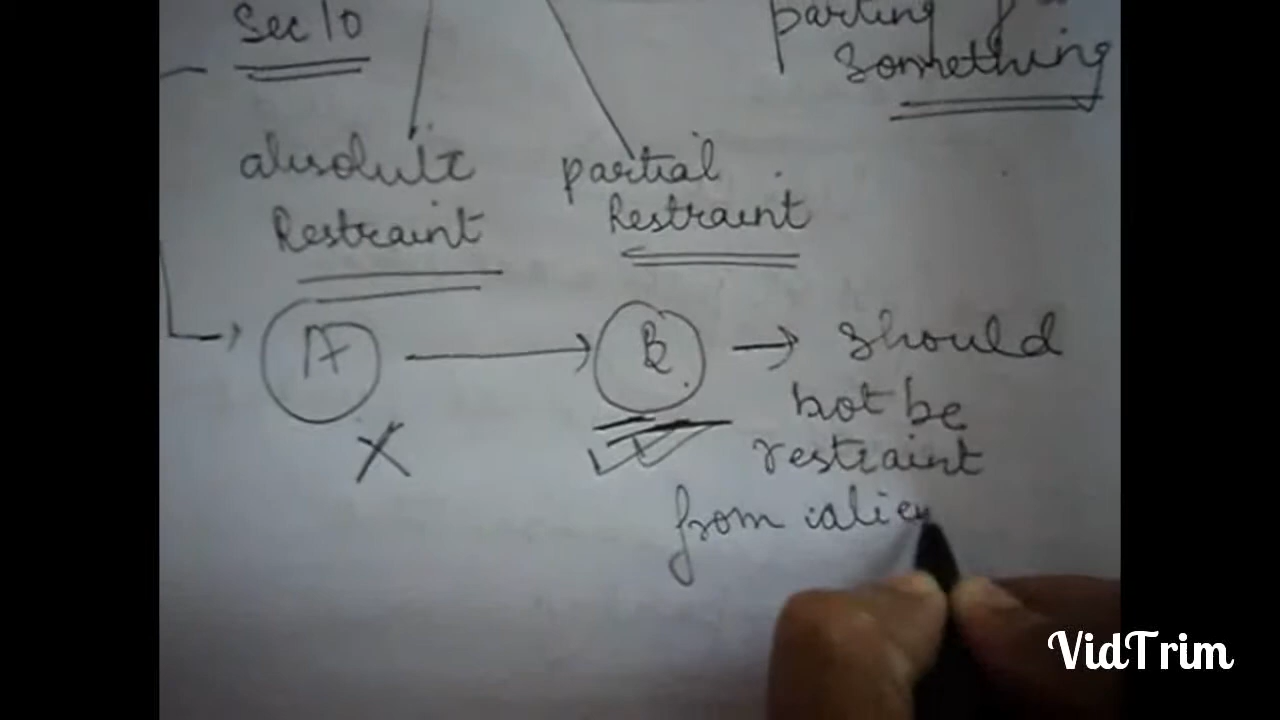 Sec 10
parting
Something
absolute
Restraint
partial
Restraint
A
B
should
not be
restraint
from alien
VidTrim